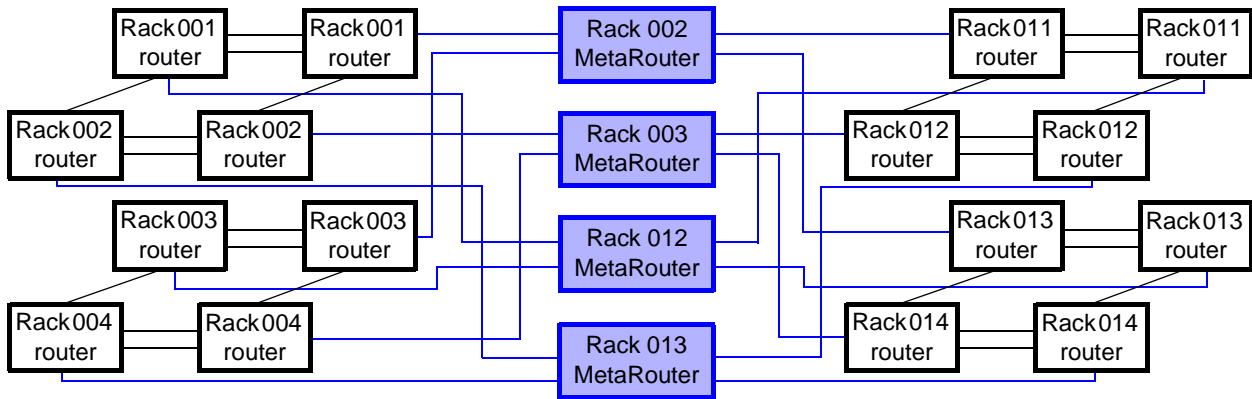 Rack001
router
Rack001
router
Rack 002
MetaRouter
Rack011
router
Rack011
router
Rack002
router
Rack002
router
Rack 003
MetaRouter
Rack012
router
Rack012
router
Rack003
router
Rack003
router
Rack 012
MetaRouter
Rack013
router
Rack013
router
Rack004
router
Rack004
router
Rack 013
MetaRouter
Rack014
router
Rack014
router